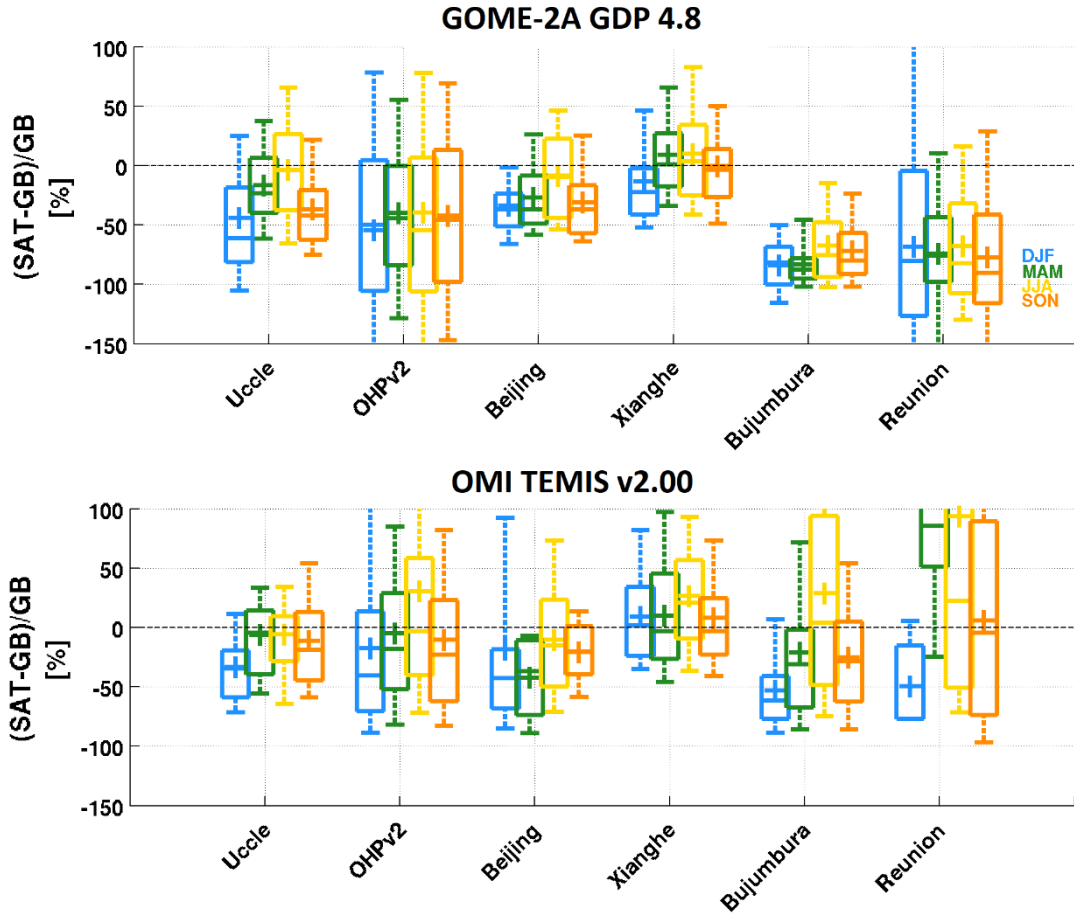 GOME-2A GDP 4.8
(SAT-GB)/GB
[%]
100
50
0
-50
-100
-150
Uccle
OHPv2
Beijing
Xianghe
Bujumbura
Reunion
DJF
MAM
JJA
SON
OMI TEMIS v2.00
(SAT-GB)/GB
[%]
100
50
0
-50
-100
-150
Uccle
OHPv2
Beijing
Xianghe
Bujumbura
Reunion